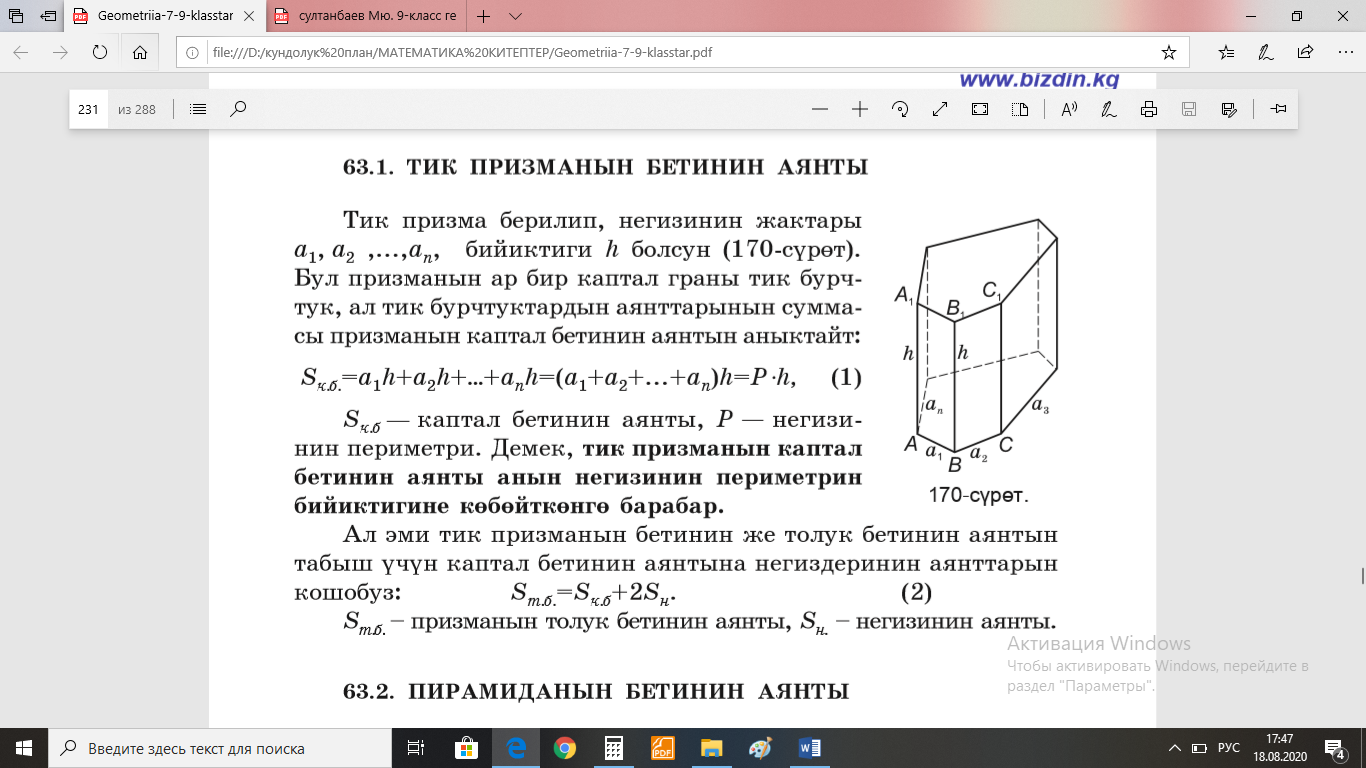 Geometriia-7-9-klasstar
султанбаев Мю. 9-класс ге
file:///D:/кундолук%20план/МАТЕМАТИКА%20КИТЕПТЕР/Geometriia-7-9-klasstar.pdf
www.bizdin.kg
231 из 288
63.1. ТИК ПРИЗМАНЫН БЕТИНИН АЯНТЫ
Тик призма берилип, негизинин жактары
a₁, a₂ ,...,aₙ, бийиктиги h болсун (170-сүрөт).
Бул призманын ар бир каптал граны тик бурч-
тук, ал тик бурчтуктардын аянттарынын сумма-
сы призманын каптал бетинин аянтын аныктайт:
Sк.б.=a₁h+a₂h+...+aₙh=(a₁+a₂+...+aₙ)h=P·h, (1)
Sк.б — каптал бетинин аянты, P — негизи-
нин периметри. Демек, тик призманын каптал
бетинин аянты анын негизинин периметрин
бийиктигине көбөйткөнгө барабар.
A₁ B₁ C₁
h h
aₙ a₃
A a₁ B a₂ C
170-сүрөт.
Ал эми тик призманын бетинин же толук бетинин аянтын
табыш үчүн каптал бетинин аянтына негиздеринин аянттарын
кошобуз: Sт.б.=Sк.б+2Sн. (2)
Sт.б. – призманын толук бетинин аянты, Sн. – негизинин аянты.
63.2. ПИРАМИДАНЫН БЕТИНИН АЯНТЫ
Активация Windows
Чтобы активировать Windows, перейдите в
раздел "Параметры".
Введите здесь текст для поиска
РУС
17:47
18.08.2020
4